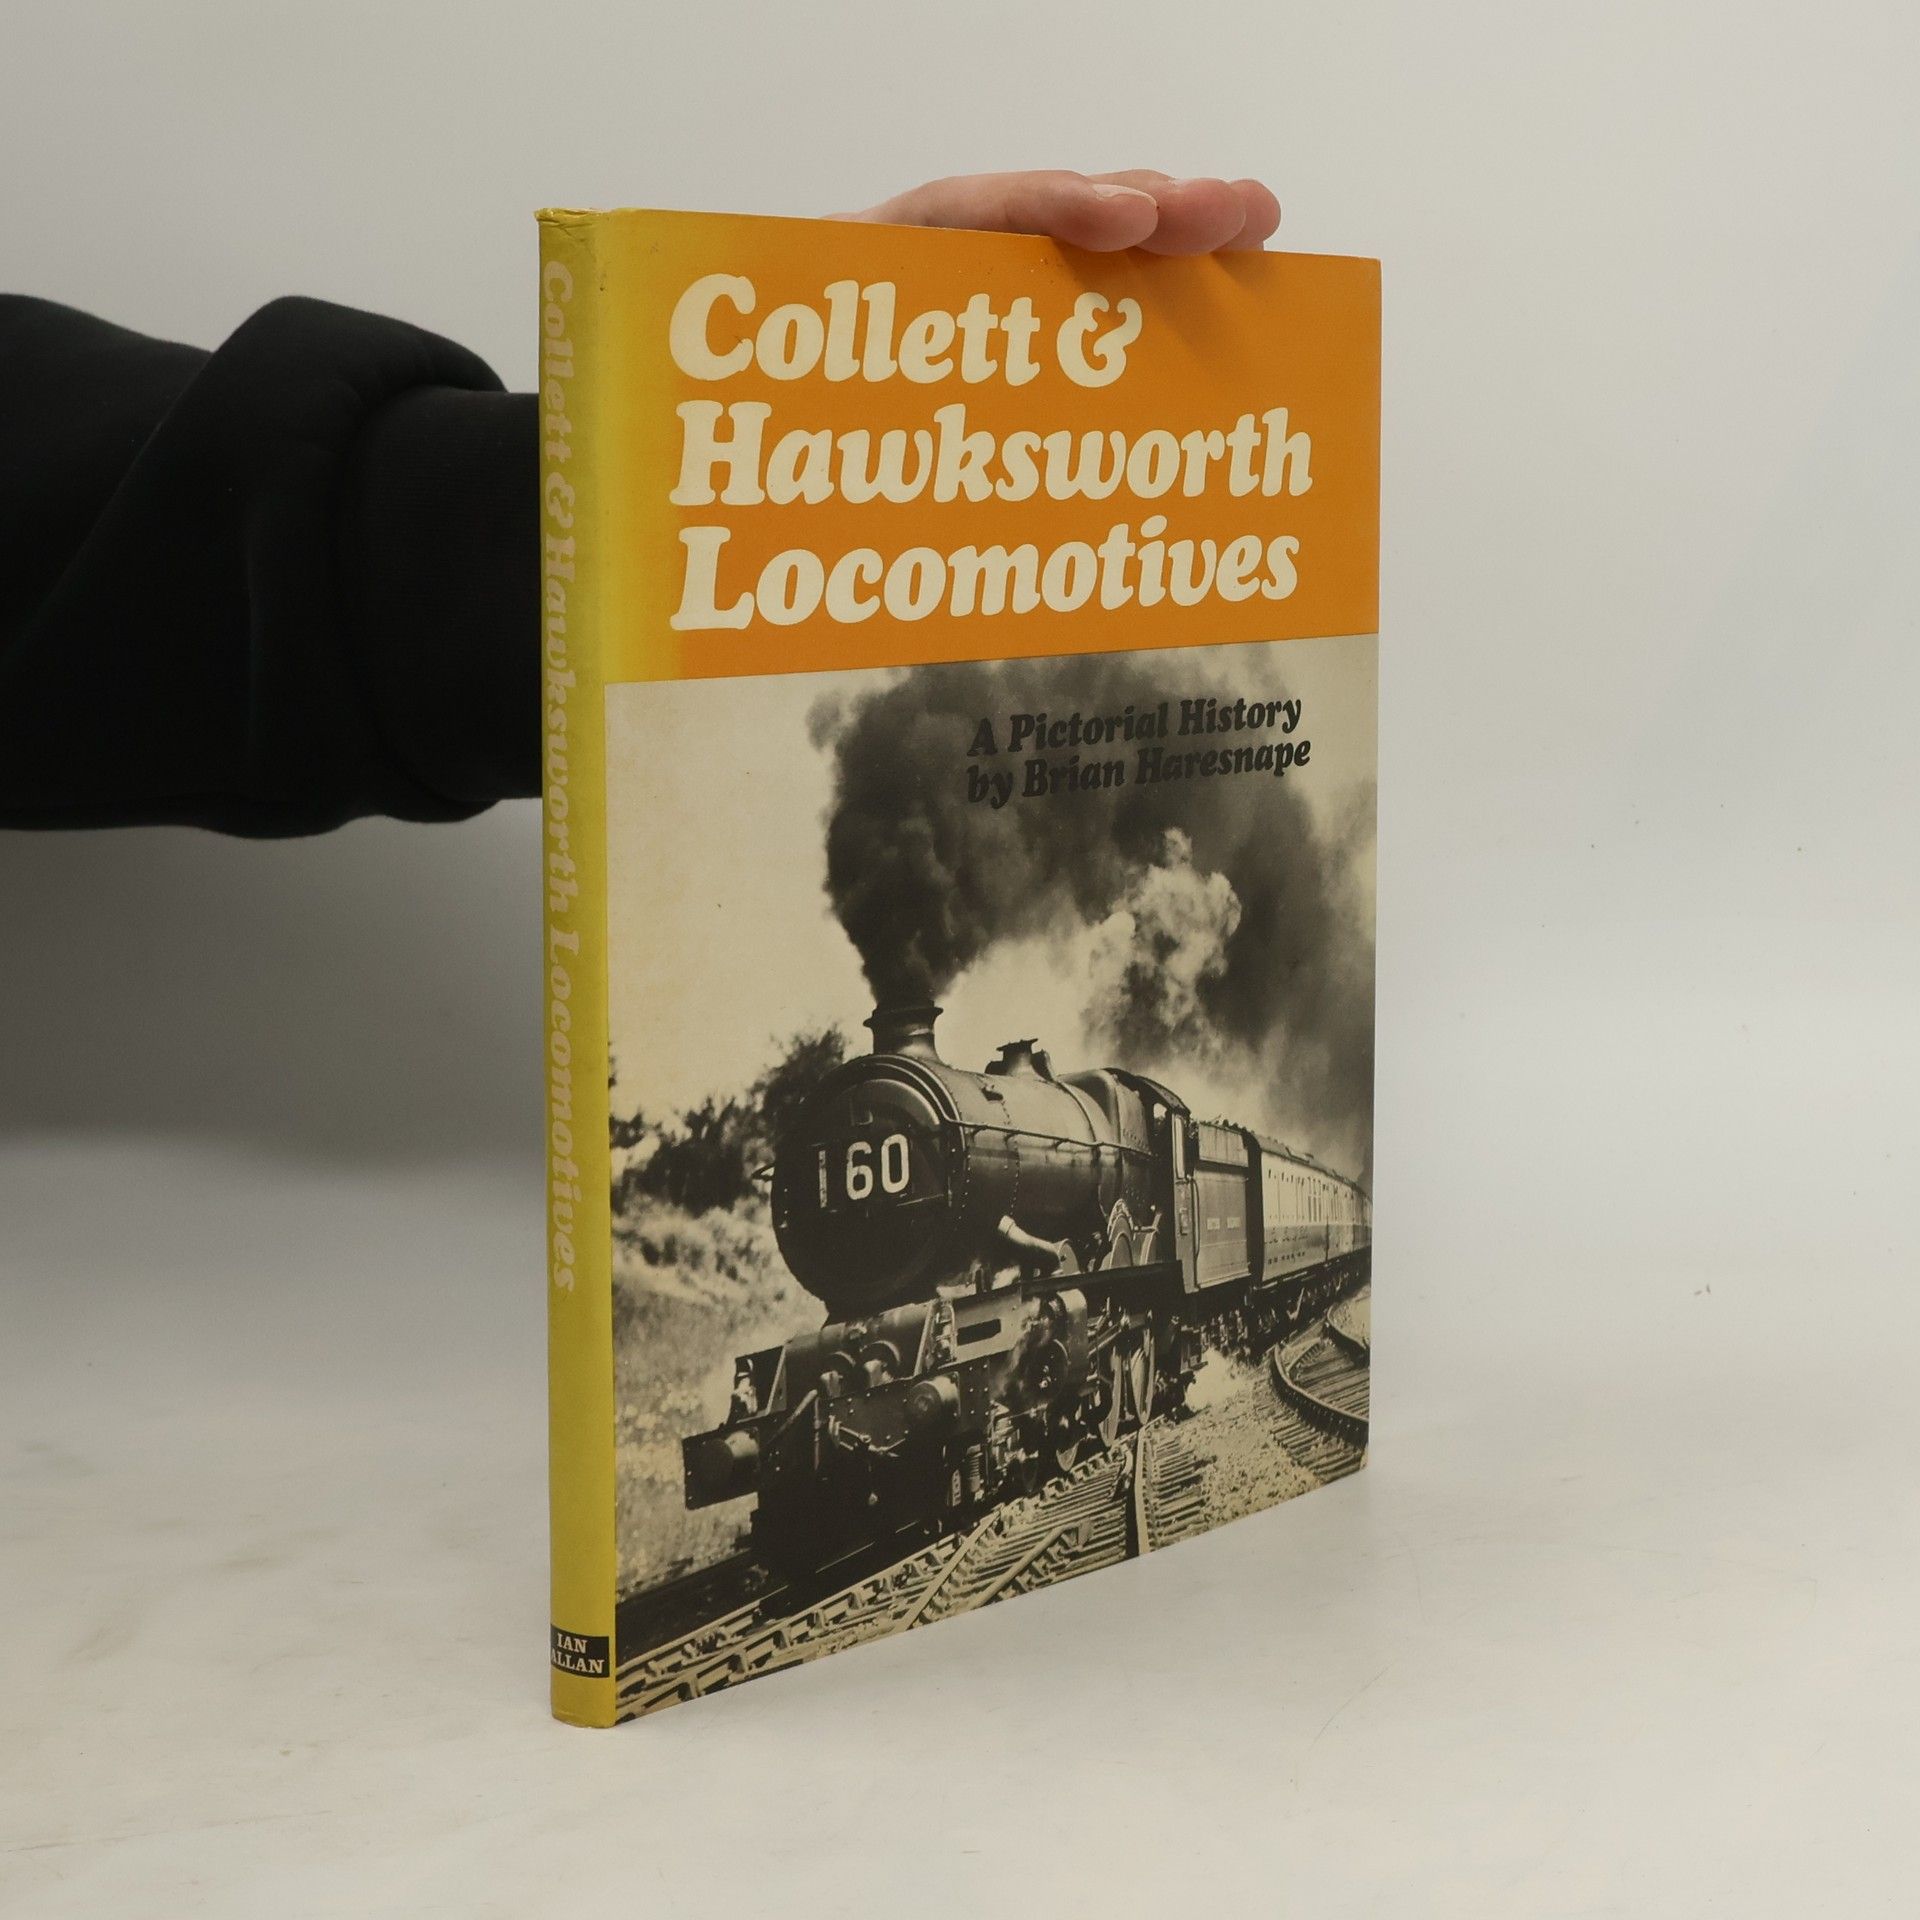 Collett &
Hawksworth
Locomotives
A Pictorial History
by Brian Haresnape
160
Collett & Hawksworth Locomotives
IAN
ALLAN